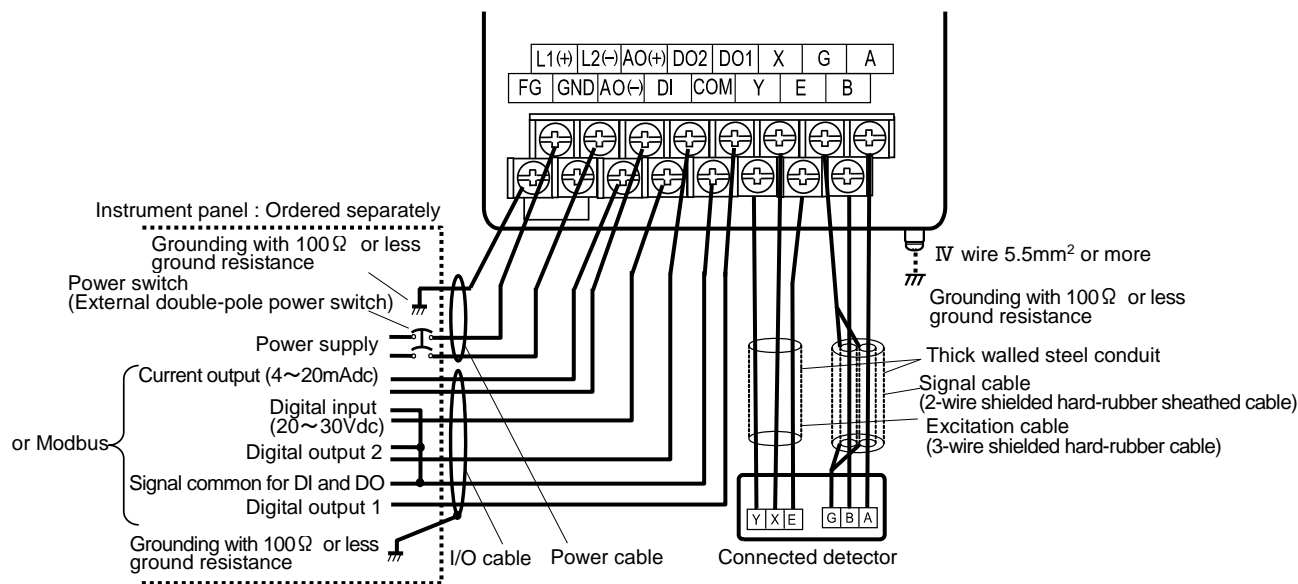 L1(+) L2(−) AO(+) DO2 DO1 X G A
FG GND AO(−) DI COM Y E B
Instrument panel : Ordered separately
Grounding with 100Ω or less
ground resistance
Power switch
(External double-pole power switch)
Power supply
Current output (4～20mAdc)
Digital input
(20～30Vdc)
or Modbus
Digital output 2
Signal common for DI and DO
Digital output 1
Grounding with 100Ω or less
ground resistance
I/O cable
Power cable
Ⅳ wire 5.5mm² or more
Grounding with 100Ω or less
ground resistance
Thick walled steel conduit
Signal cable
(2-wire shielded hard-rubber sheathed cable)
Excitation cable
(3-wire shielded hard-rubber cable)
Y X E G B A
Connected detector